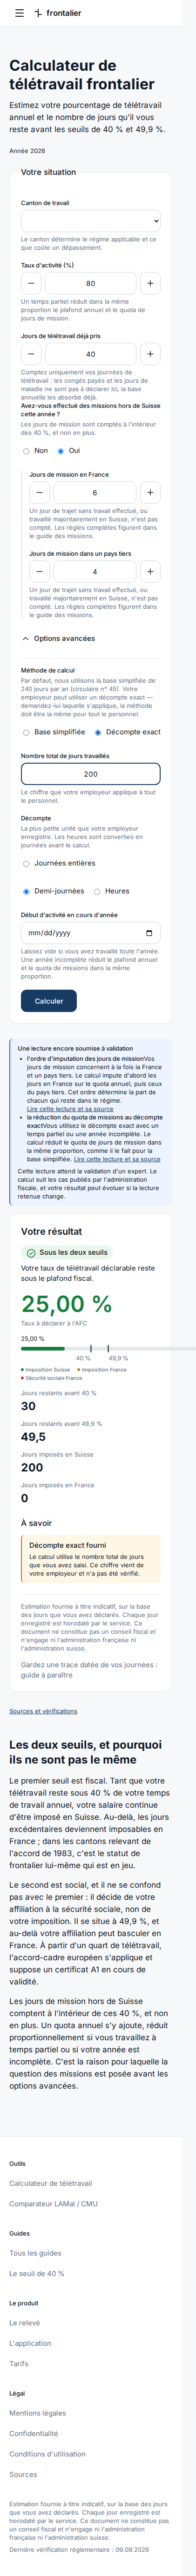 frontalier
Calculateur de
télétravail frontalier
Estimez votre pourcentage de télétravail
annuel et le nombre de jours qu'il vous
reste avant les seuils de 40 % et 49,9 %.
Année 2026
Votre situation
Canton de travail
Le canton détermine le régime applicable et ce
que coûte un dépassement.
Taux d'activité (%)
80
Un temps partiel réduit dans la même
proportion le plafond annuel et le quota de
jours de mission.
Jours de télétravail déjà pris
40
Comptez uniquement vos journées de
télétravail : les congés payés et les jours de
maladie ne sont pas à déclarer ici, la base
annuelle les absorbe déjà.
Avez-vous effectué des missions hors de Suisse
cette année ?
Les jours de mission sont comptés à l'intérieur
des 40 %, et non en plus.
Non
Oui
Jours de mission en France
6
Un jour de trajet sans travail effectué, ou
travaillé majoritairement en Suisse, n'est pas
compté. Les règles complètes figurent dans
le guide des missions.
Jours de mission dans un pays tiers
4
Un jour de trajet sans travail effectué, ou
travaillé majoritairement en Suisse, n'est pas
compté. Les règles complètes figurent dans
le guide des missions.
Options avancées
Méthode de calcul
Par défaut, nous utilisons la base simplifiée de
240 jours par an (circulaire n° 45). Votre
employeur peut utiliser un décompte exact —
demandez-lui laquelle s'applique, la méthode
doit être la même pour tout le personnel.
Base simplifiée
Décompte exact
Nombre total de jours travaillés
200
Le chiffre que votre employeur applique à tout
le personnel.
Décompte
La plus petite unité que votre employeur
enregistre. Les heures sont converties en
journées avant le calcul.
Journées entières
Demi-journées
Heures
Début d'activité en cours d'année
mm/dd/yyyy
Laissez vide si vous avez travaillé toute l'année.
Une année incomplète réduit le plafond annuel
et le quota de missions dans la même
proportion.
Calculer
Une lecture encore soumise à validation
l'ordre d'imputation des jours de missionVos
jours de mission concernent à la fois la France
et un pays tiers. Le calcul impute d'abord les
jours en France sur le quota annuel, puis ceux
du pays tiers. Cet ordre détermine la part de
chacun qui reste dans le régime.
Lire cette lecture et sa source
la réduction du quota de missions au décompte
exactVous utilisez le décompte exact avec un
temps partiel ou une année incomplète. Le
calcul réduit le quota de jours de mission dans
la même proportion, comme il le fait pour la
base simplifiée. Lire cette lecture et sa source
Cette lecture attend la validation d'un expert. Le
calcul suit les cas publiés par l'administration
fiscale, et votre résultat peut évoluer si la lecture
retenue change.
Votre résultat
Sous les deux seuils
Votre taux de télétravail déclarable reste
sous le plafond fiscal.
25,00 %
Taux à déclarer à l'AFC
25,00 %
40 %
49,9 %
Imposition Suisse
Imposition France
Sécurité sociale France
Jours restants avant 40 %
30
Jours restants avant 49,9 %
49,5
Jours imposés en Suisse
200
Jours imposés en France
0
À savoir
Décompte exact fourni
Le calcul utilise le nombre total de jours
que vous avez saisi. Ce chiffre vient de
votre employeur et n'a pas été vérifié.
Estimation fournie à titre indicatif, sur la base
des jours que vous avez déclarés. Chaque jour
enregistré est horodaté par le service. Ce
document ne constitue pas un conseil fiscal et
n'engage ni l'administration française ni
l'administration suisse.
Gardez une trace datée de vos journées :
guide à paraître
Sources et vérifications
Les deux seuils, et pourquoi
ils ne sont pas le même
Le premier seuil est fiscal. Tant que votre
télétravail reste sous 40 % de votre temps
de travail annuel, votre salaire continue
d'être imposé en Suisse. Au-delà, les jours
excédentaires deviennent imposables en
France ; dans les cantons relevant de
l'accord de 1983, c'est le statut de
frontalier lui-même qui est en jeu.
Le second est social, et il ne se confond
pas avec le premier : il décide de votre
affiliation à la sécurité sociale, non de
votre imposition. Il se situe à 49,9 %, et
au-delà votre affiliation peut basculer en
France. À partir d'un quart de télétravail,
l'accord-cadre européen s'applique et
suppose un certificat A1 en cours de
validité.
Les jours de mission hors de Suisse
comptent à l'intérieur de ces 40 %, et non
en plus. Un quota annuel s'y ajoute, réduit
proportionnellement si vous travaillez à
temps partiel ou si votre année est
incomplète. C'est la raison pour laquelle la
question des missions est posée avant les
options avancées.
Outils
Calculateur de télétravail
Comparateur LAMal / CMU
Guides
Tous les guides
Le seuil de 40 %
Le produit
Le relevé
L'application
Tarifs
Légal
Mentions légales
Confidentialité
Conditions d'utilisation
Sources
Estimation fournie à titre indicatif, sur la base des jours
que vous avez déclarés. Chaque jour enregistré est
horodaté par le service. Ce document ne constitue pas
un conseil fiscal et n'engage ni l'administration
française ni l'administration suisse.
Dernière vérification réglementaire : 09.09.2026